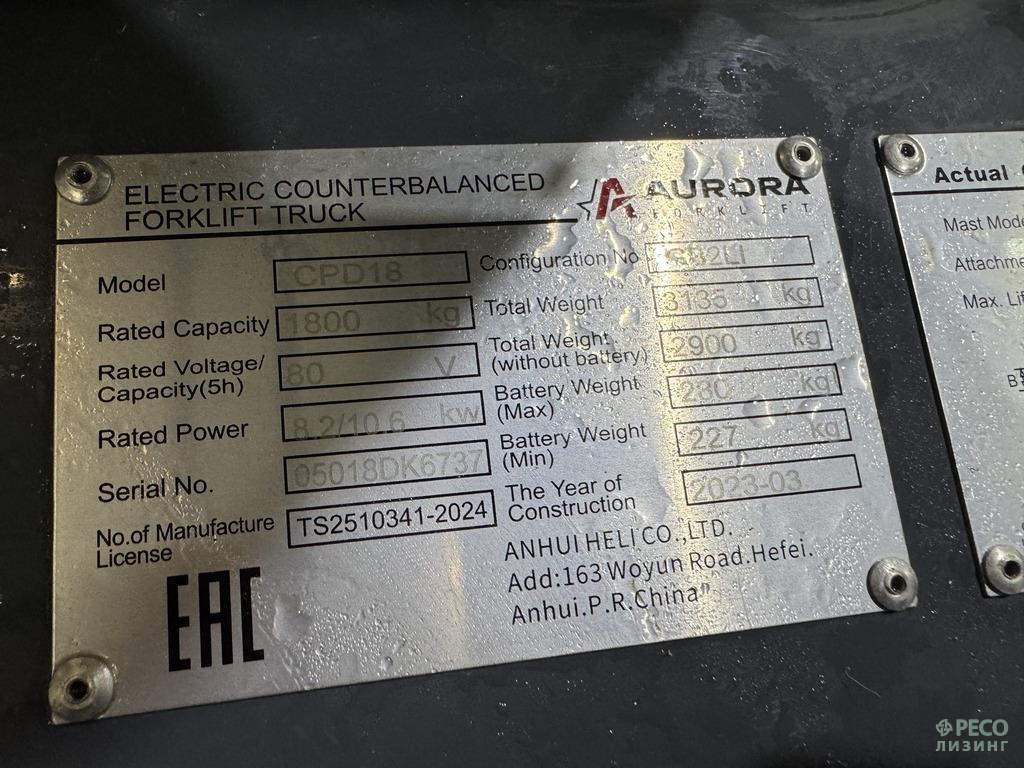 ELECTRIC COUNTERBALANCED
FORKLIFT TRUCK
AURORA
FORKLIFT
Model CPD18
Rated Capacity 1800 kg
Rated Voltage/
Capacity(5h) 80 V
Rated Power 8.2/10.6 kw
Serial No. 05018DK6737
No.of Manufacture
License TS2510341-2024
EAC
Configuration No GB2LI
Total Weight 3135 kg
Total Weight
(without battery) 2900 kg
Battery Weight
(Max) 280 kg
Battery Weight
(Min) 227 kg
The Year of
Construction 2023-03
ANHUI HELI CO.,LTD.
Add:163 Woyun Road.Hefei.
Anhui.P.R.China"
Actual
Mast Mode
Attachme
Max. Li
РЕСО
ЛИЗИНГ